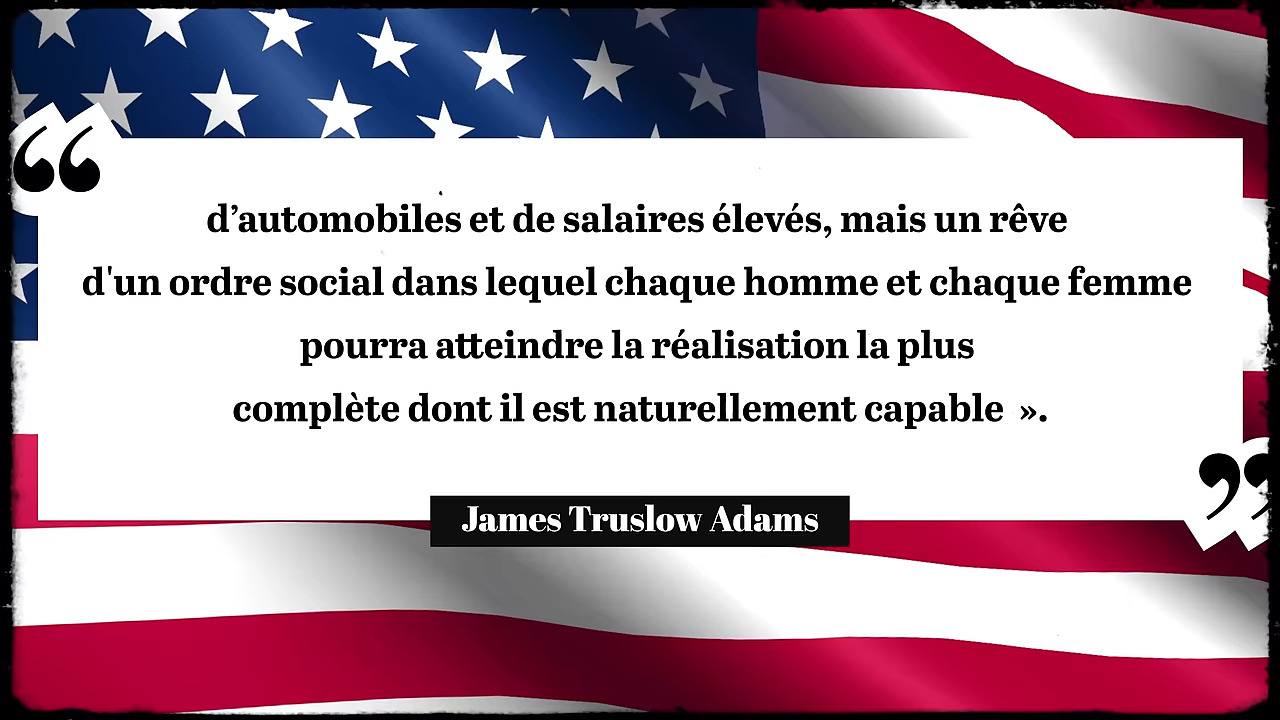 d’automobiles et de salaires élevés, mais un rêve
d'un ordre social dans lequel chaque homme et chaque femme
pourra atteindre la réalisation la plus
complète dont il est naturellement capable  ».
James Truslow Adams